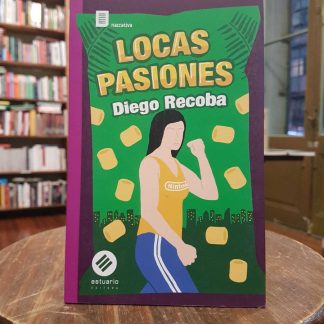 narrativa
LOCAS
PASIONES
Diego Recoba
estuario
editora